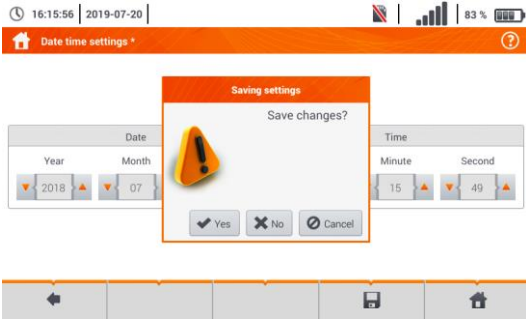 16:15:56 2019-07-20 83 %
Date time settings *
?
Saving settings
Save changes?
Date Time
Year Month Minute Second
2018 07 15 49
Yes No Cancel